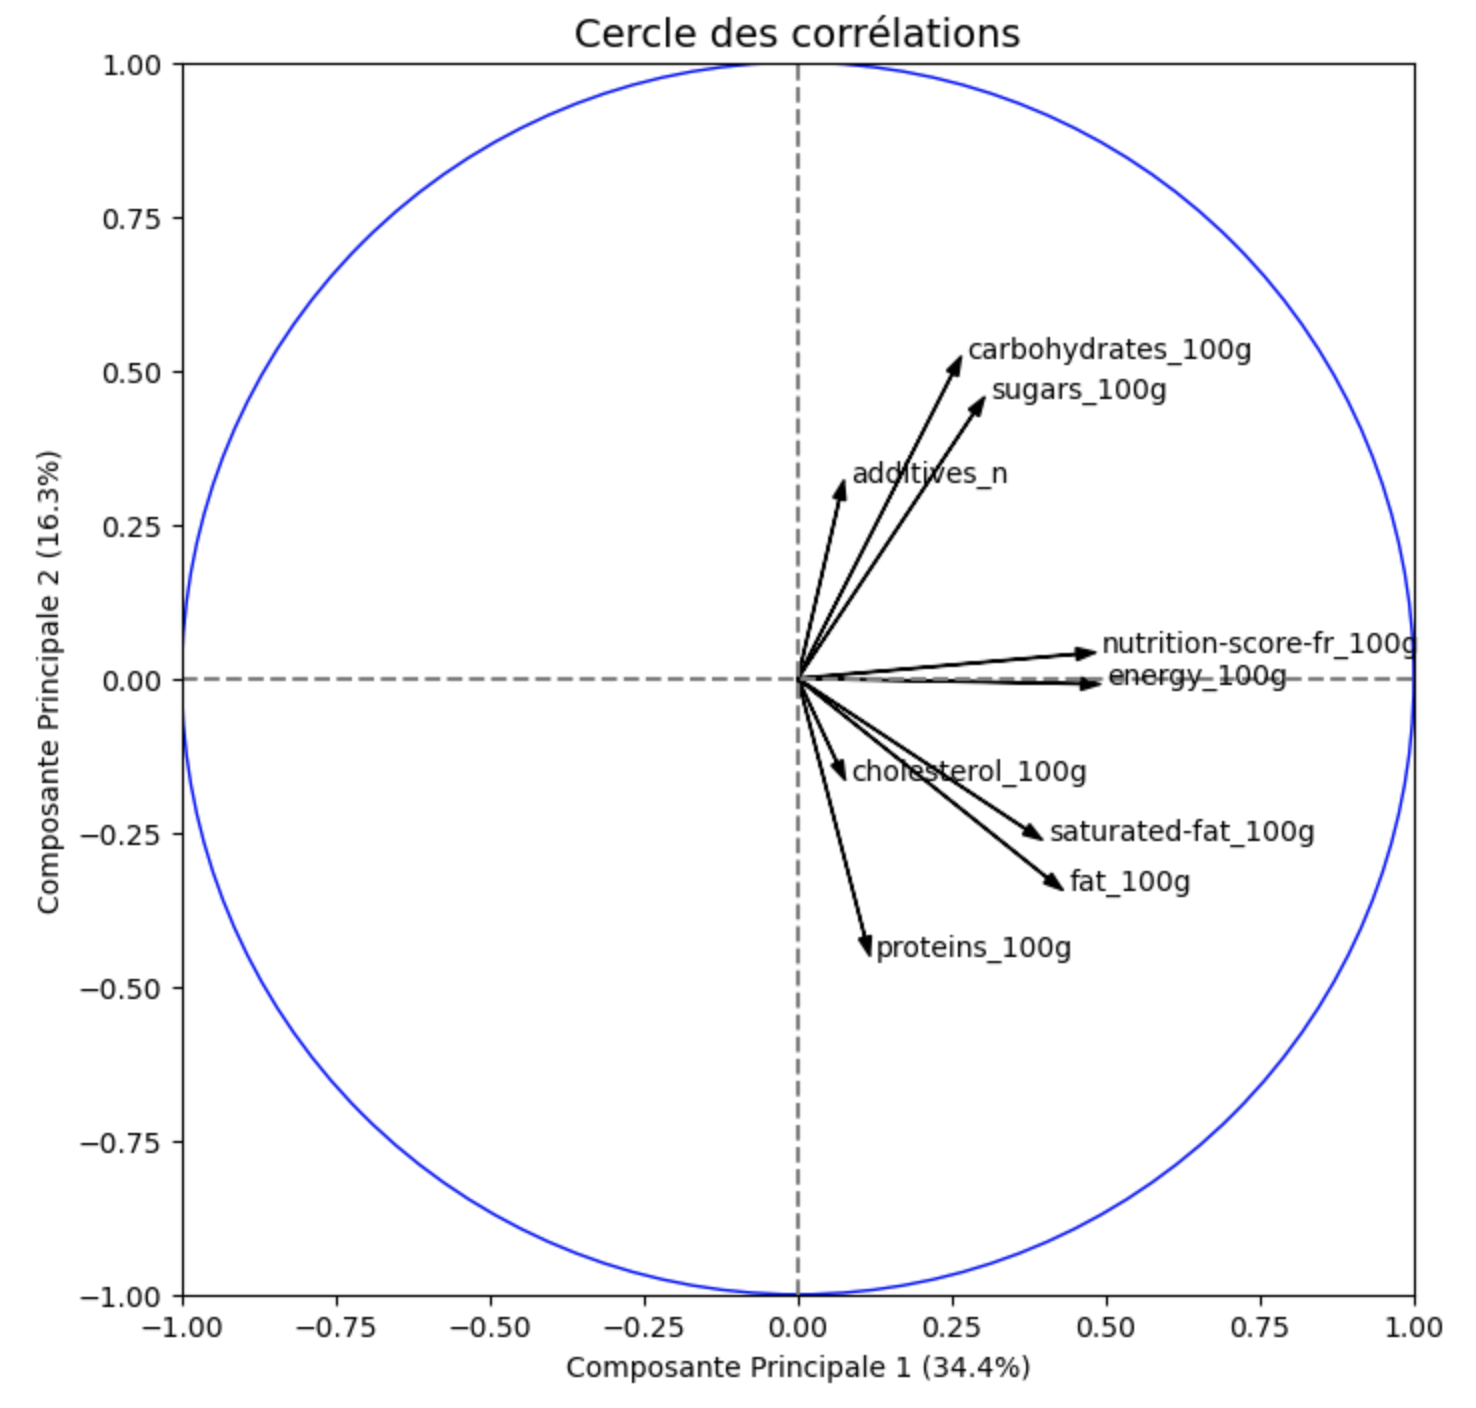 Cercle des corrélations
1.00
0.75
0.50
0.25
0.00
−0.25
−0.50
−0.75
−1.00
Composante Principale 2 (16.3%)
carbohydrates_100g
sugars_100g
additives_n
nutrition-score-fr_100g
energy_100g
cholesterol_100g
saturated-fat_100g
fat_100g
proteins_100g
−1.00 −0.75 −0.50 −0.25 0.00 0.25 0.50 0.75 1.00
Composante Principale 1 (34.4%)